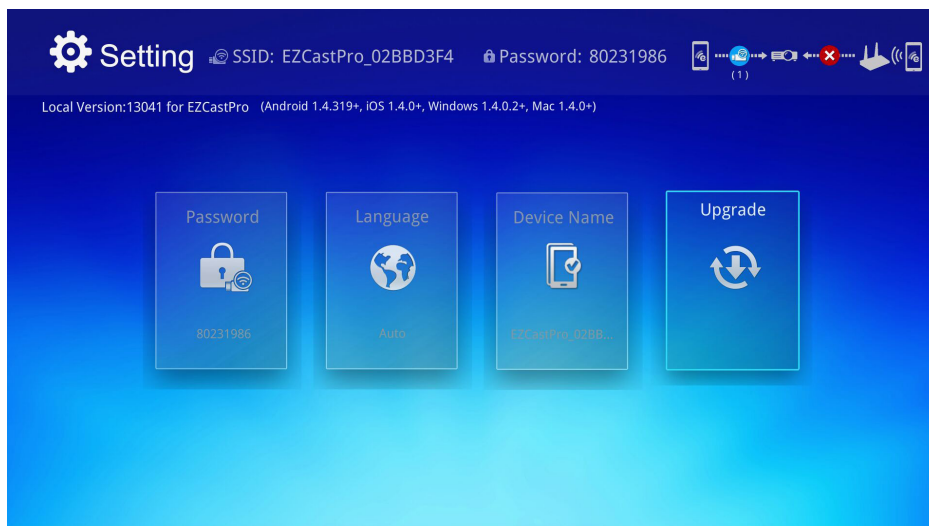 Setting SSID: EZCastPro_02BBD3F4 Password: 80231986
(1)
Local Version:13041 for EZCastPro (Android 1.4.319+, iOS 1.4.0+, Windows 1.4.0.2+, Mac 1.4.0+)
Password Language Device Name Upgrade
80231986 Auto EZCastPro_02BB...